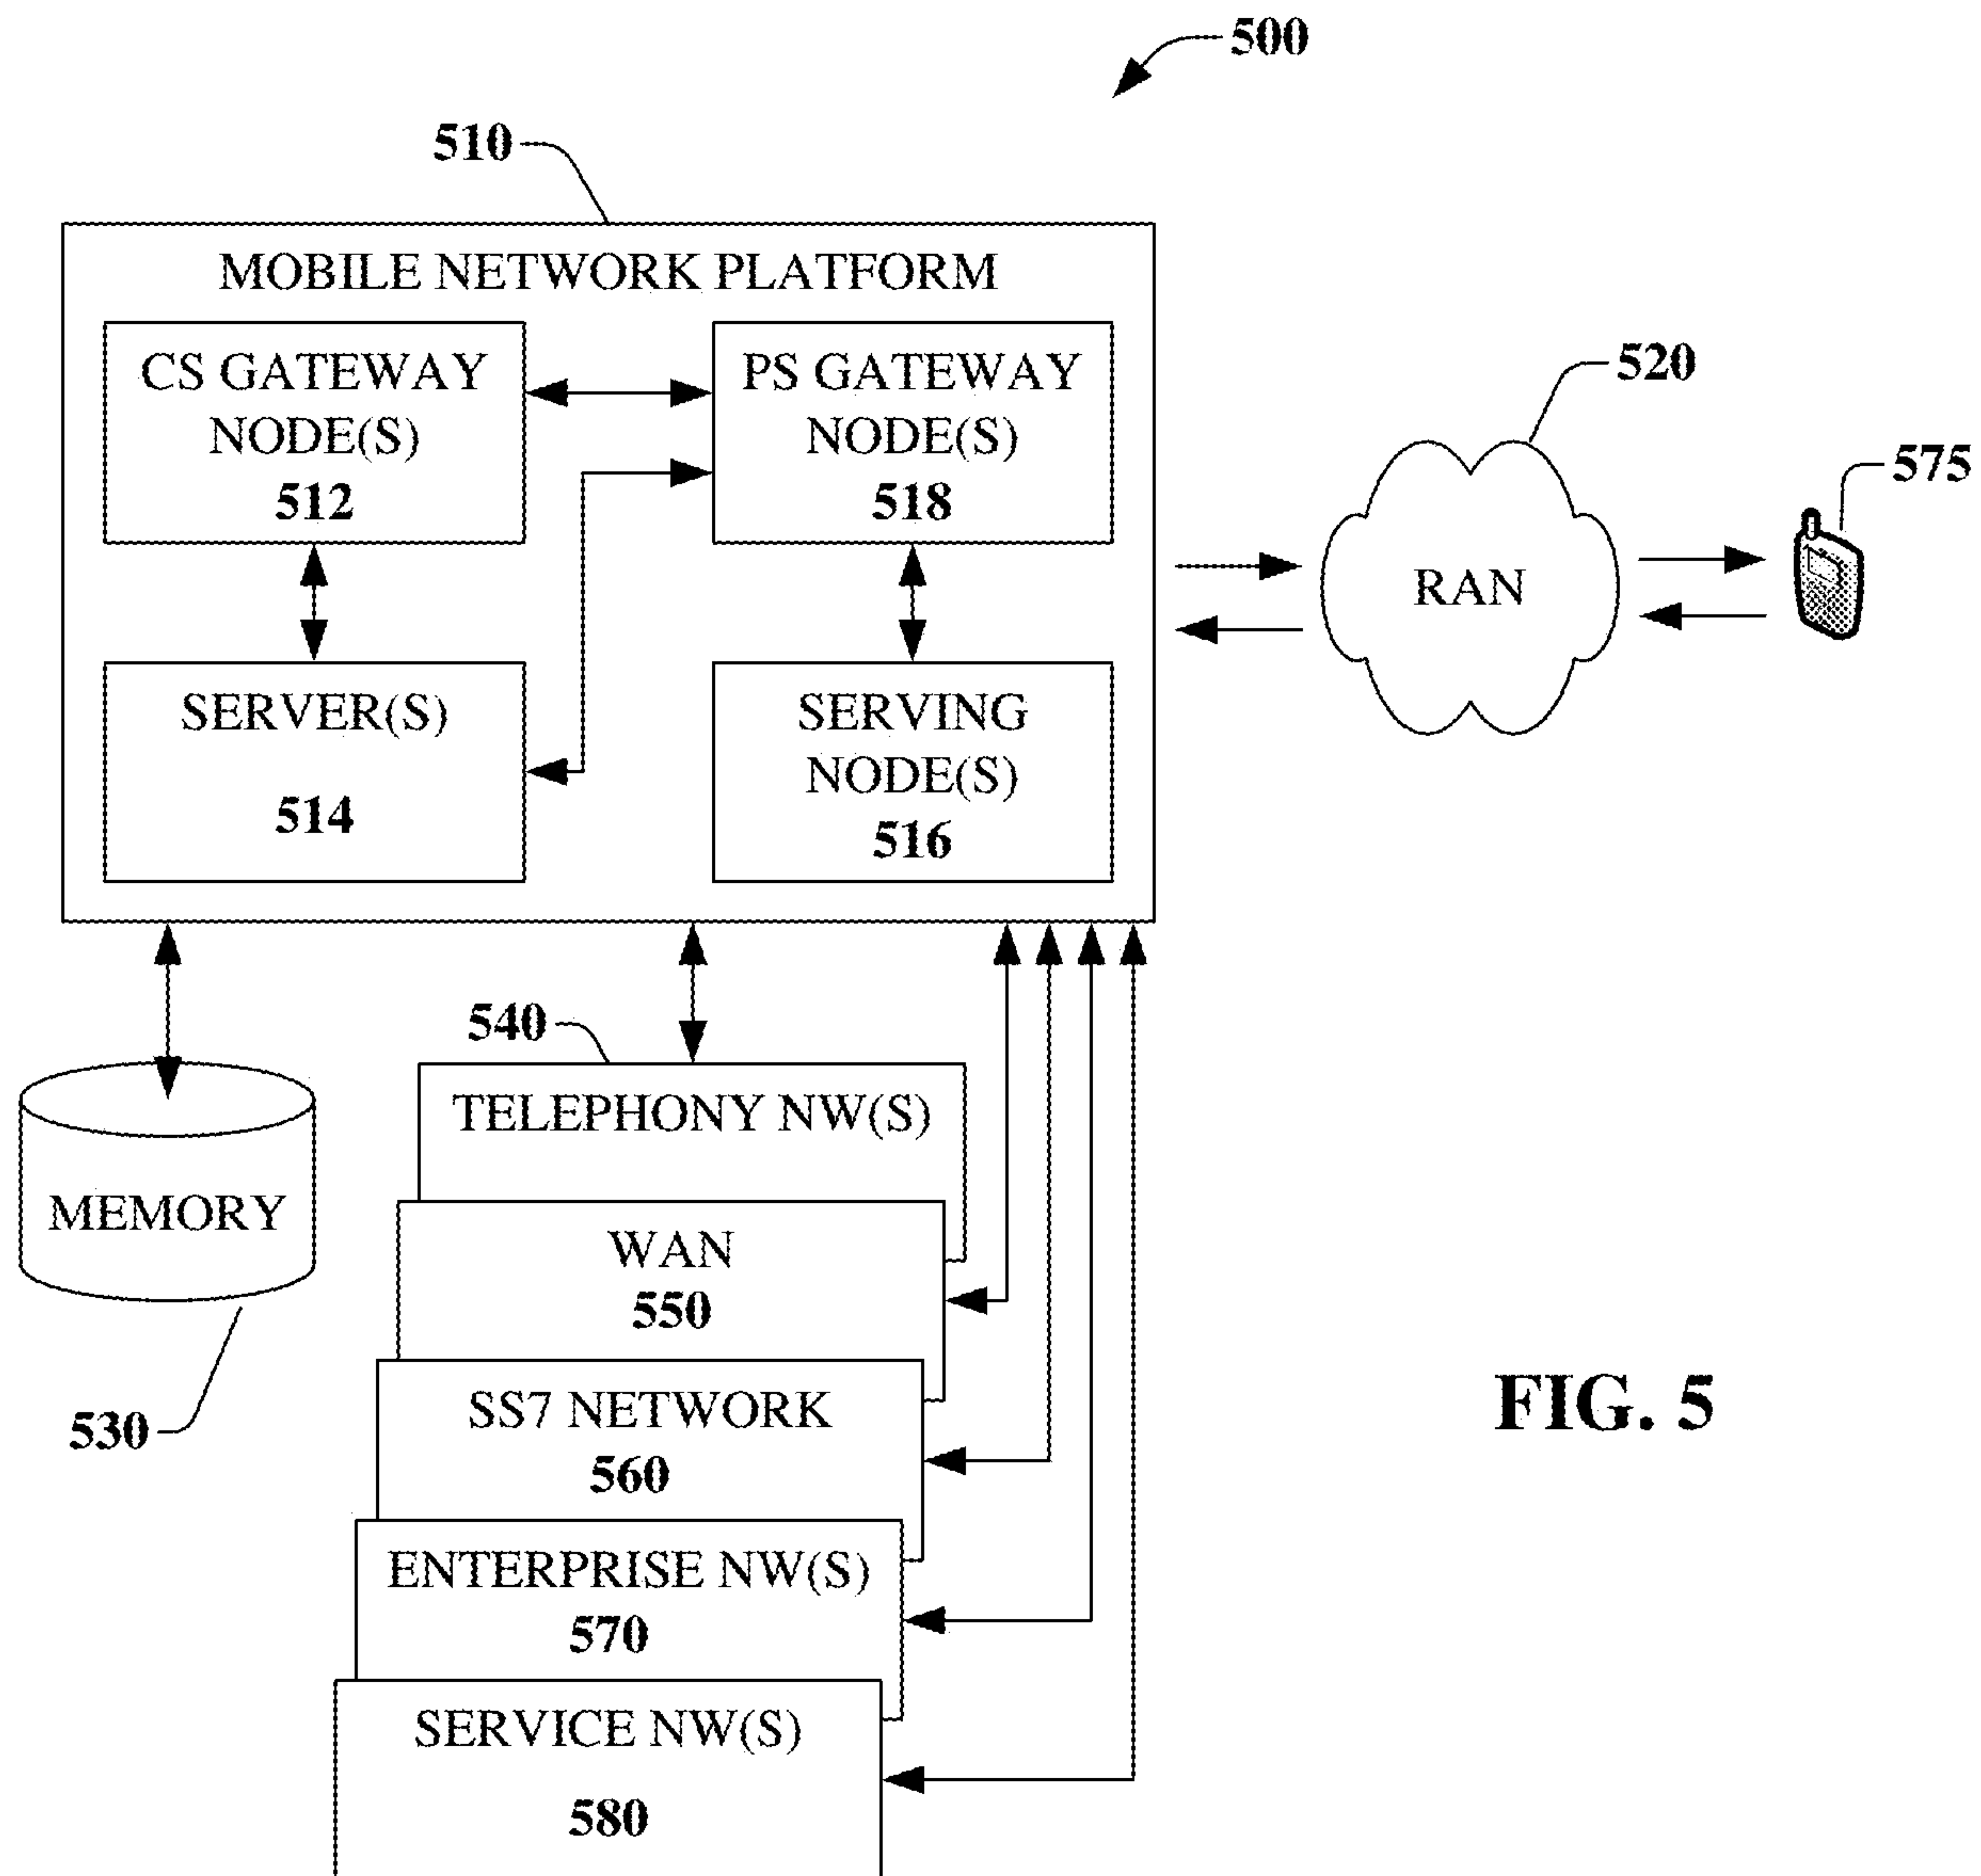 500
510
MOBILE NETWORK PLATFORM
CS GATEWAY
NODE(S)
512
PS GATEWAY
NODE(S)
518
SERVER(S)
514
SERVING
NODE(S)
516
520
RAN
575
540
TELEPHONY NW(S)
MEMORY
530
WAN
550
SS7 NETWORK
560
ENTERPRISE NW(S)
570
SERVICE NW(S)
580
FIG. 5